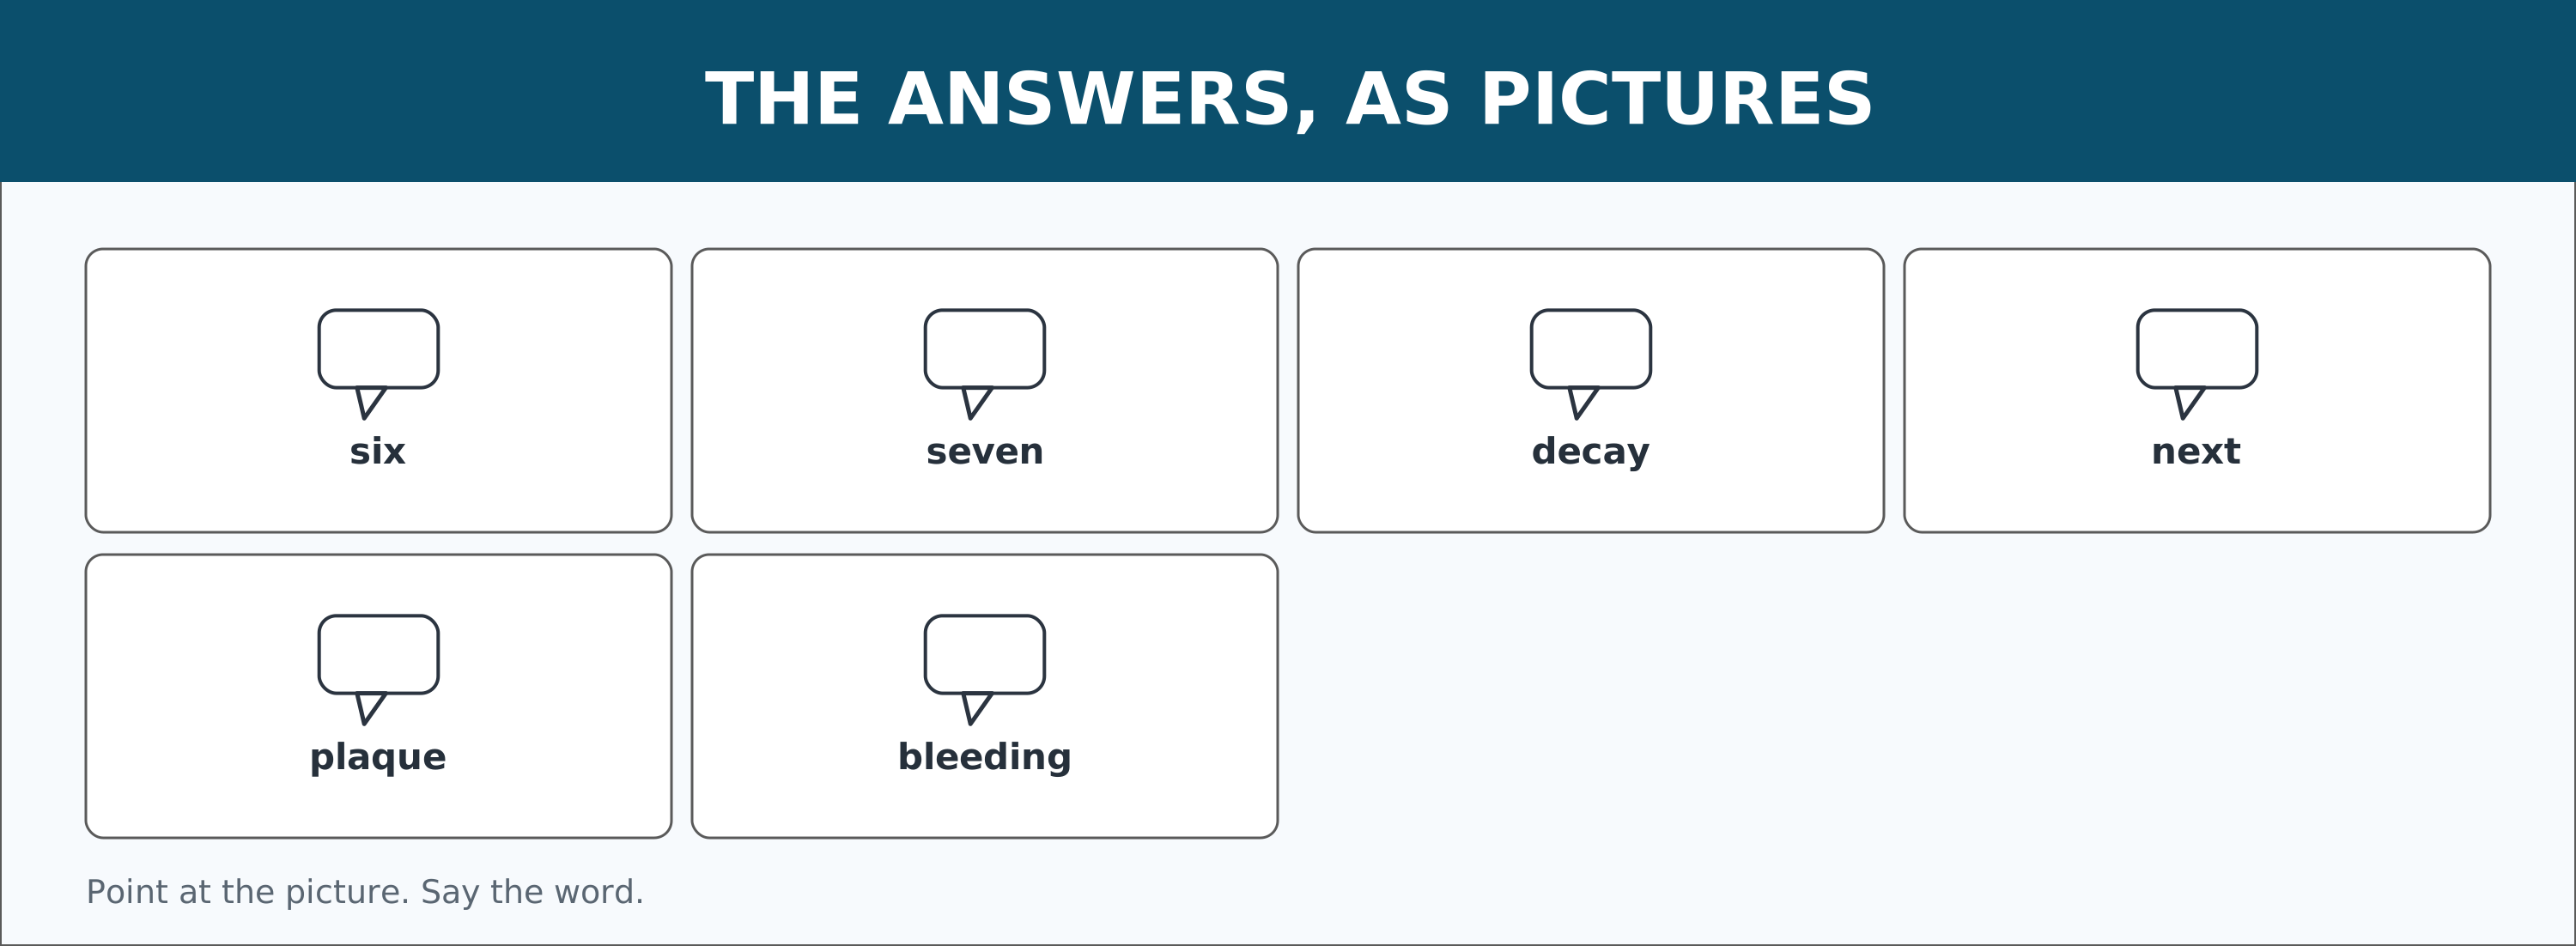 THE ANSWERS, AS PICTURES
six
seven
decay
next
plaque
bleeding
Point at the picture. Say the word.